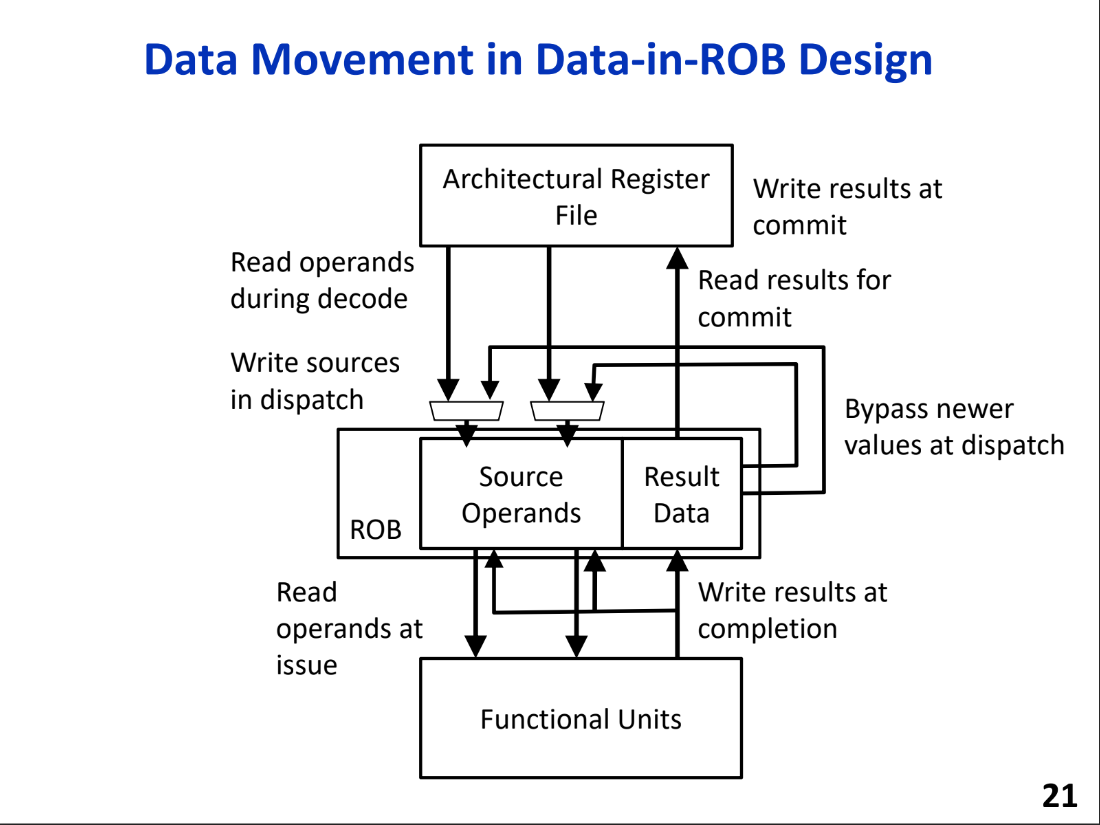 Data Movement in Data-in-ROB Design
Architectural Register
File
Write results at
commit
Read operands
during decode
Read results for
commit
Write sources
in dispatch
Bypass newer
values at dispatch
Source
Operands
Result
Data
ROB
Read
operands at
issue
Write results at
completion
Functional Units
21